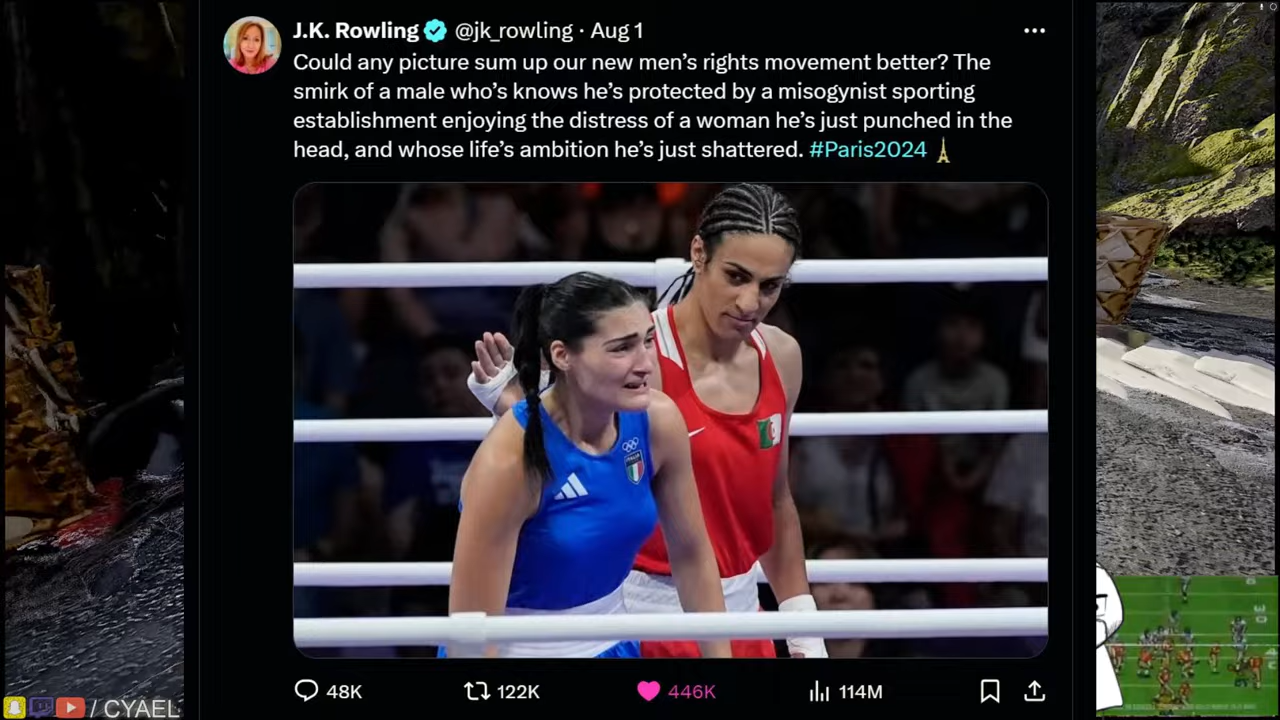 J.K. Rowling @jk_rowling · Aug 1
Could any picture sum up our new men’s rights movement better? The
smirk of a male who’s knows he’s protected by a misogynist sporting
establishment enjoying the distress of a woman he’s just punched in the
head, and whose life’s ambition he’s just shattered. #Paris2024
ITALIA
48K 122K 446K 114M
/ CYAEL